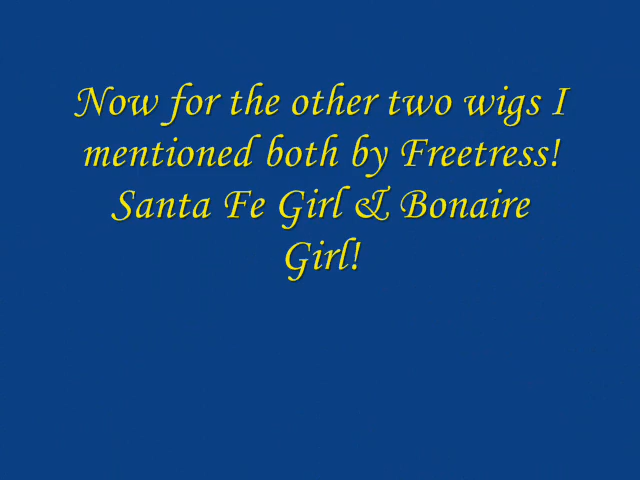 Now for the other two wigs I
mentioned both by Freetress!
Santa Fe Girl & Bonaire
Girl!